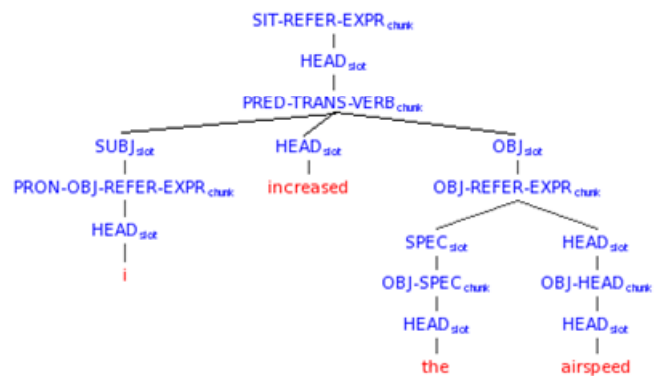 SIT-REFER-EXPRchunk
HEADslot
PRED-TRANS-VERBchunk
SUBJslot HEADslot OBJslot
PRON-OBJ-REFER-EXPRchunk increased OBJ-REFER-EXPRchunk
HEADslot SPECslot HEADslot
i OBJ-SPECchunk OBJ-HEADchunk
HEADslot HEADslot
the airspeed